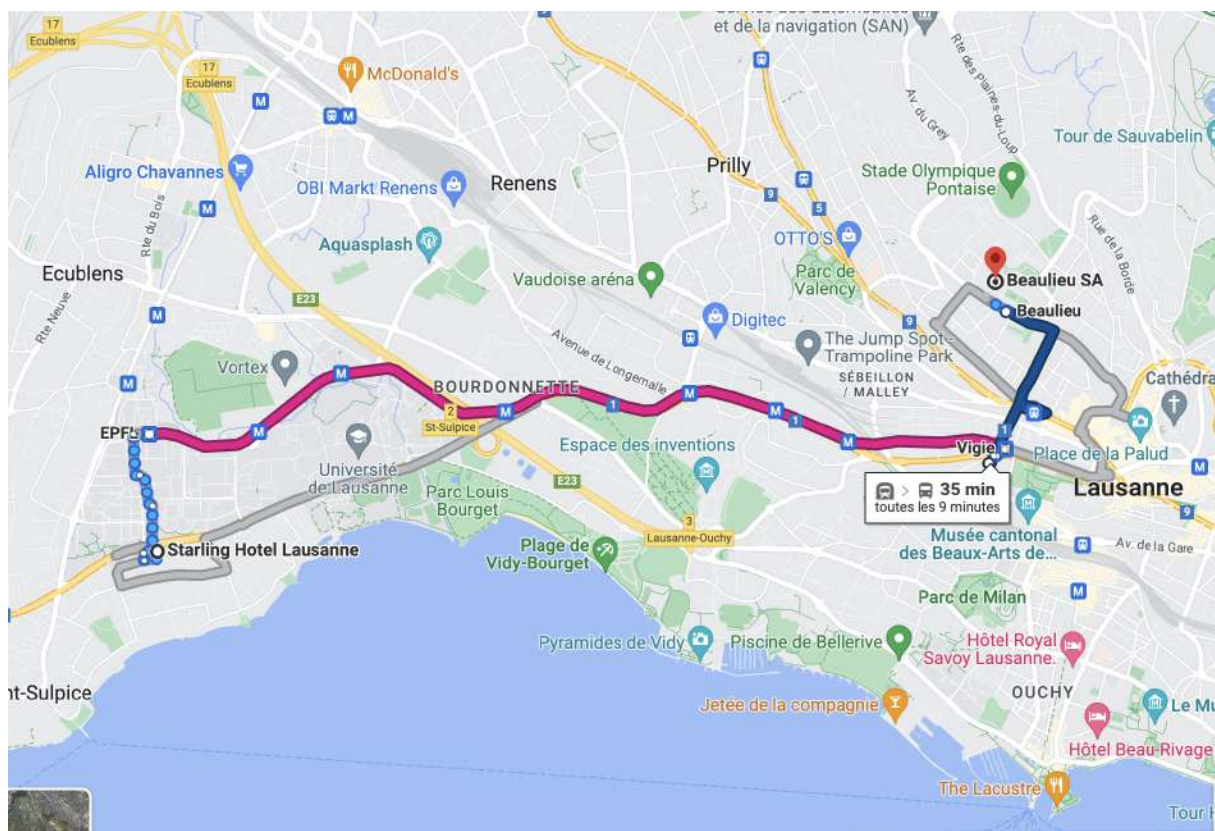 17
Ecublens
Service des automobiles
et de la navigation (SAN)
17
Ecublens
McDonald's
M
M
M
Rte des Plaines-du-Loup
Av. du Grey
Tour de Sauvabelin
Aligro Chavannes
OBI Markt Renens
Renens
Prilly
Stade Olympique
Pontaise
9
5
M
Rte du Bois
Aquasplash
OTTO'S
Rue de la Borde
Ecublens
Vaudoise aréna
Parc de
Valency
Beaulieu SA
Beaulieu
Rte Neuve
E23
M
Digitec
9
Avenue de Longemalle
The Jump Spot -
Trampoline Park
SÉBEILLON
/ MALLEY
Vortex
M
BOURDONNETTE
M
M
2
St-Sulpice
M
1
M
1
M
Cathédra
EPFL
M
Espace des inventions
1
Vigie
Place de la Palud
Université
de Lausanne
E23
35 min
toutes les 9 minutes
Lausanne
9
Parc Louis
Bourget
3
Lausanne-Ouchy
Musée cantonal
des Beaux-Arts de...
Av. de la Gare
Starling Hotel Lausanne
Plage de
Vidy-Bourget
Parc de Milan
M
Pyramides de Vidy
Piscine de Bellerive
Hôtel Royal
Savoy Lausanne.
nt-Sulpice
Jetée de la compagnie
OUCHY
Le Mu
Hôtel Beau-Rivage
The Lacustre
Tour H